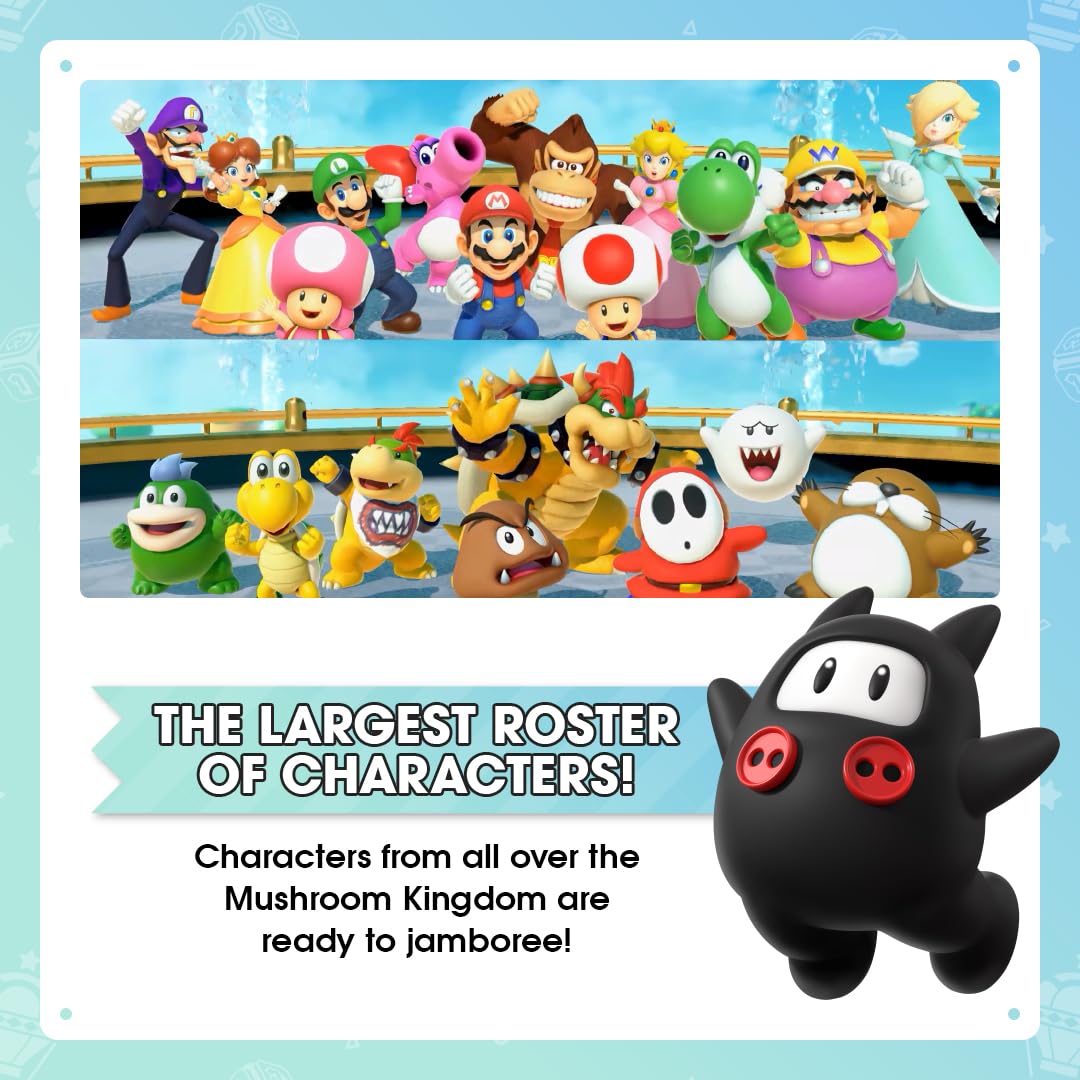 THE LARGEST ROSTER
OF CHARACTERS!
Characters from all over the
Mushroom Kingdom are
ready to jamboree!